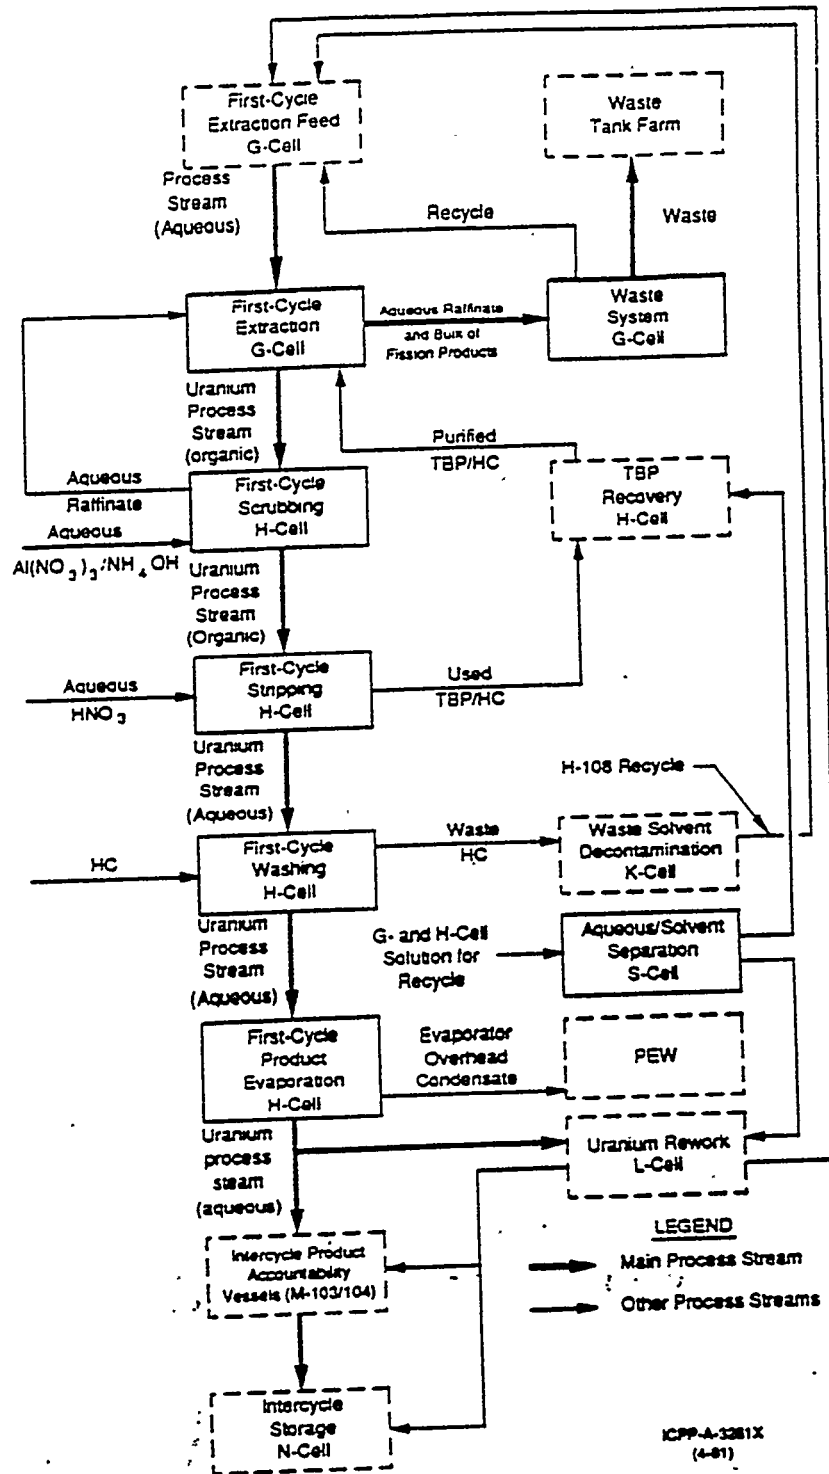 First-Cycle
Extraction Feed
G-Cell
Waste
Tank Farm
Process
Stream
(Aqueous)
Recycle
Waste
First-Cycle
Extraction
G-Cell
Aqueous Raffinate
and Bulk of
Fission Products
Waste
System
G-Cell
Uranium
Process
Stream
(organic)
Purified
TBP/HC
TBP
Recovery
H-Cell
Aqueous
Raffinate
First-Cycle
Scrubbing
H-Cell
Aqueous
Al(NO3)3/NH4OH
Uranium
Process
Stream
(Organic)
Aqueous
HNO3
First-Cycle
Stripping
H-Cell
Used
TBP/HC
Uranium
Process
Stream
(Aqueous)
H-108 Recycle
HC
First-Cycle
Washing
H-Cell
Waste
HC
Waste Solvent
Decontamination
K-Cell
Uranium
Process
Stream
(Aqueous)
G- and H-Cell
Solution for
Recycle
Aqueous/Solvent
Separation
S-Cell
First-Cycle
Product
Evaporation
H-Cell
Evaporator
Overhead
Condensate
PEW
Uranium
process
steam
(aqueous)
Uranium Rework
L-Cell
Intercycle Product
Accountability
Vessels (M-103/104)
LEGEND
Main Process Stream
Other Process Streams
Intercycle
Storage
N-Cell
ICPP-A-3261X
(4-81)